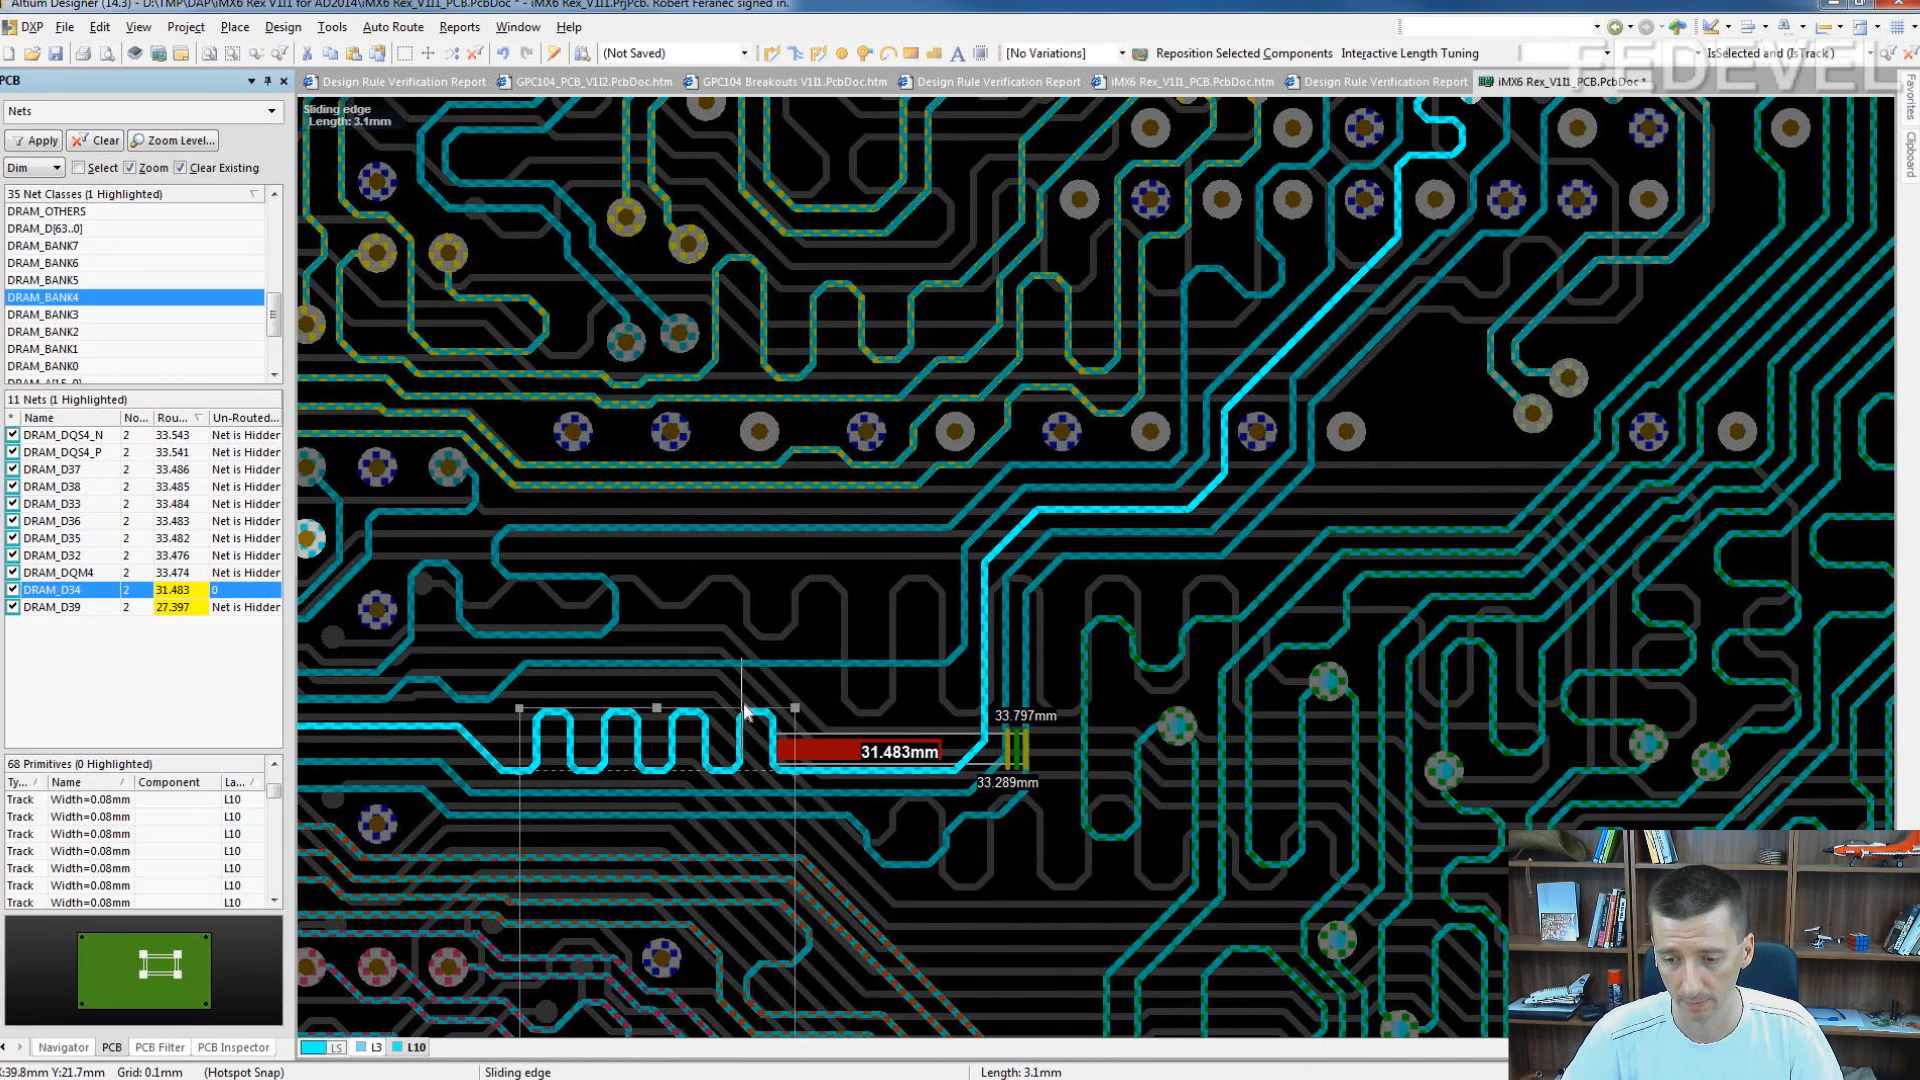 Altium Designer (14.3) - D:\TMP\DAP\iMX6 Rex_V1I1 for AD2014\iMX6 Rex_V1I1_PCB.PcbDoc * - iMX6 Rex_V1I1.PrjPcb. Robert Feranec signed in.
DXP File Edit View Project Place Design Tools Auto Route Reports Window Help
(Not Saved) [No Variations] Reposition Selected Components Interactive Length Tuning IsSelected and (IsTrack )
FEDEVEL
PCB
Design Rule Verification Report GPC104_PCB_V1I2.PcbDoc.htm GPC104 Breakouts V1I1.PcbDoc.htm Design Rule Verification Report iMX6 Rex_V1I1_PCB.PcbDoc.htm Design Rule Verification Report iMX6 Rex_V1I1_PCB.PcbDoc *
Favorites
Clipboard
Nets
Apply Clear Zoom Level...
Dim Select Zoom Clear Existing
35 Net Classes (1 Highlighted)
DRAM_OTHERS
DRAM_D[63..0]
DRAM_BANK7
DRAM_BANK6
DRAM_BANK5
DRAM_BANK4
DRAM_BANK3
DRAM_BANK2
DRAM_BANK1
DRAM_BANK0
11 Nets (1 Highlighted)
* Name No... Rou... Un-Routed...
DRAM_DQS4_N 2 33.543 Net is Hidden
DRAM_DQS4_P 2 33.541 Net is Hidden
DRAM_D37 2 33.486 Net is Hidden
DRAM_D38 2 33.485 Net is Hidden
DRAM_D33 2 33.484 Net is Hidden
DRAM_D36 2 33.483 Net is Hidden
DRAM_D35 2 33.482 Net is Hidden
DRAM_D32 2 33.476 Net is Hidden
DRAM_DQM4 2 33.474 Net is Hidden
DRAM_D34 2 31.483 0
DRAM_D39 2 27.397 Net is Hidden
68 Primitives (0 Highlighted)
Ty... Name Component La...
Track Width=0.08mm L10
Track Width=0.08mm L10
Track Width=0.08mm L10
Track Width=0.08mm L10
Track Width=0.08mm L10
Track Width=0.08mm L10
Track Width=0.08mm L10
Navigator PCB PCB Filter PCB Inspector
Sliding edge
Length: 3.1mm
33.797mm
31.483mm
33.289mm
LS L3 L10
X:39.8mm Y:21.7mm Grid: 0.1mm (Hotspot Snap) Sliding edge Length: 3.1mm